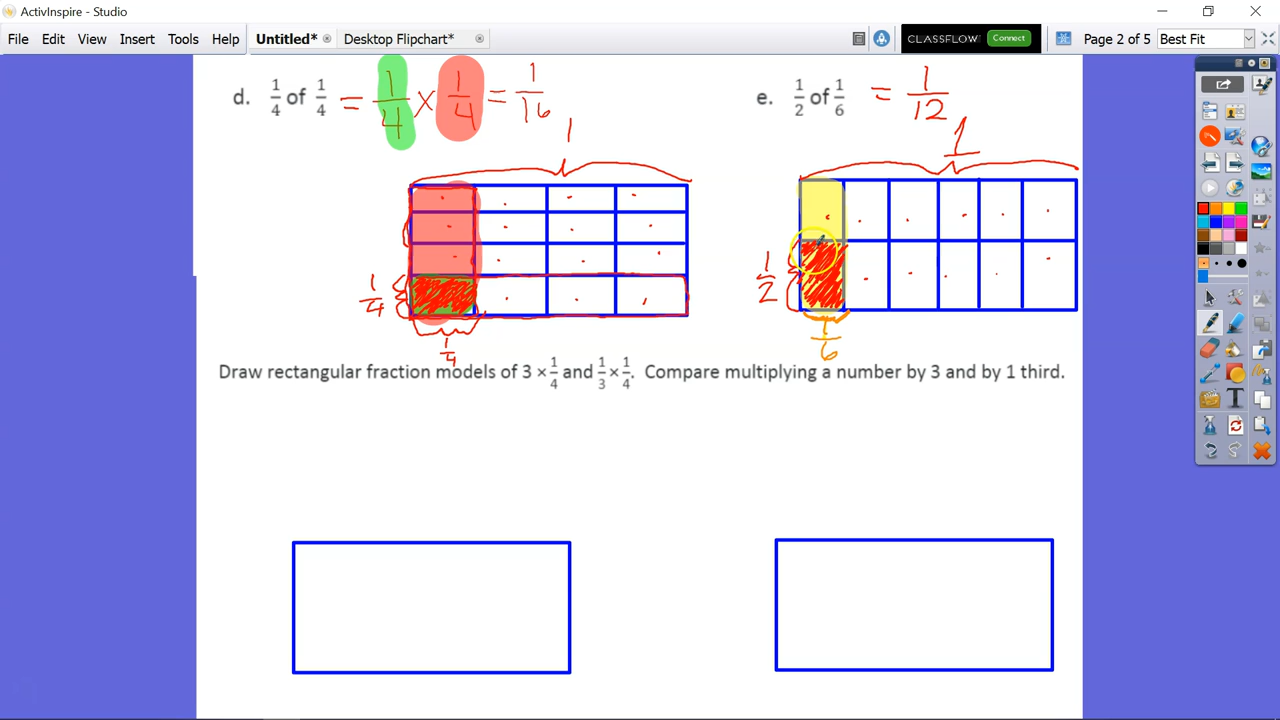 ActivInspire - Studio
File Edit View Insert Tools Help Untitled* Desktop Flipchart* CLASSFLOW Connect Page 2 of 5 Best Fit
d. 1/4 of 1/4 = 1/4 × 1/4 = 1/16
e. 1/2 of 1/6 = 1/12
1
1
1/4
1/4
1/2
1/6
Draw rectangular fraction models of 3 × 1/4 and 1/3 × 1/4. Compare multiplying a number by 3 and by 1 third.